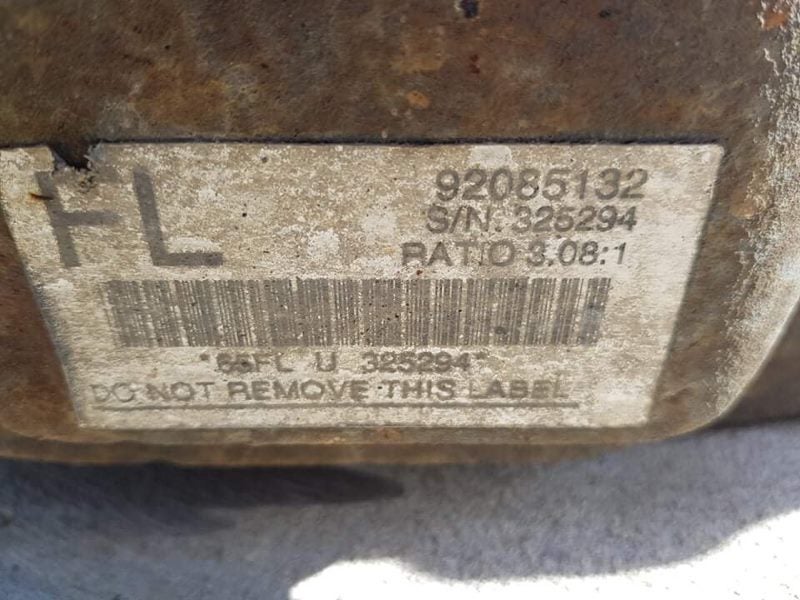 FL
92085132
S/N. 325294
RATIO 3.08:1
*65FL U 325294*
DO NOT REMOVE THIS LABEL